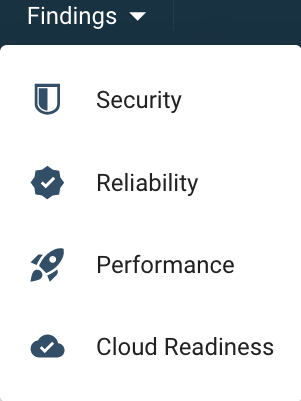 Findings
Security
Reliability
Performance
Cloud Readiness